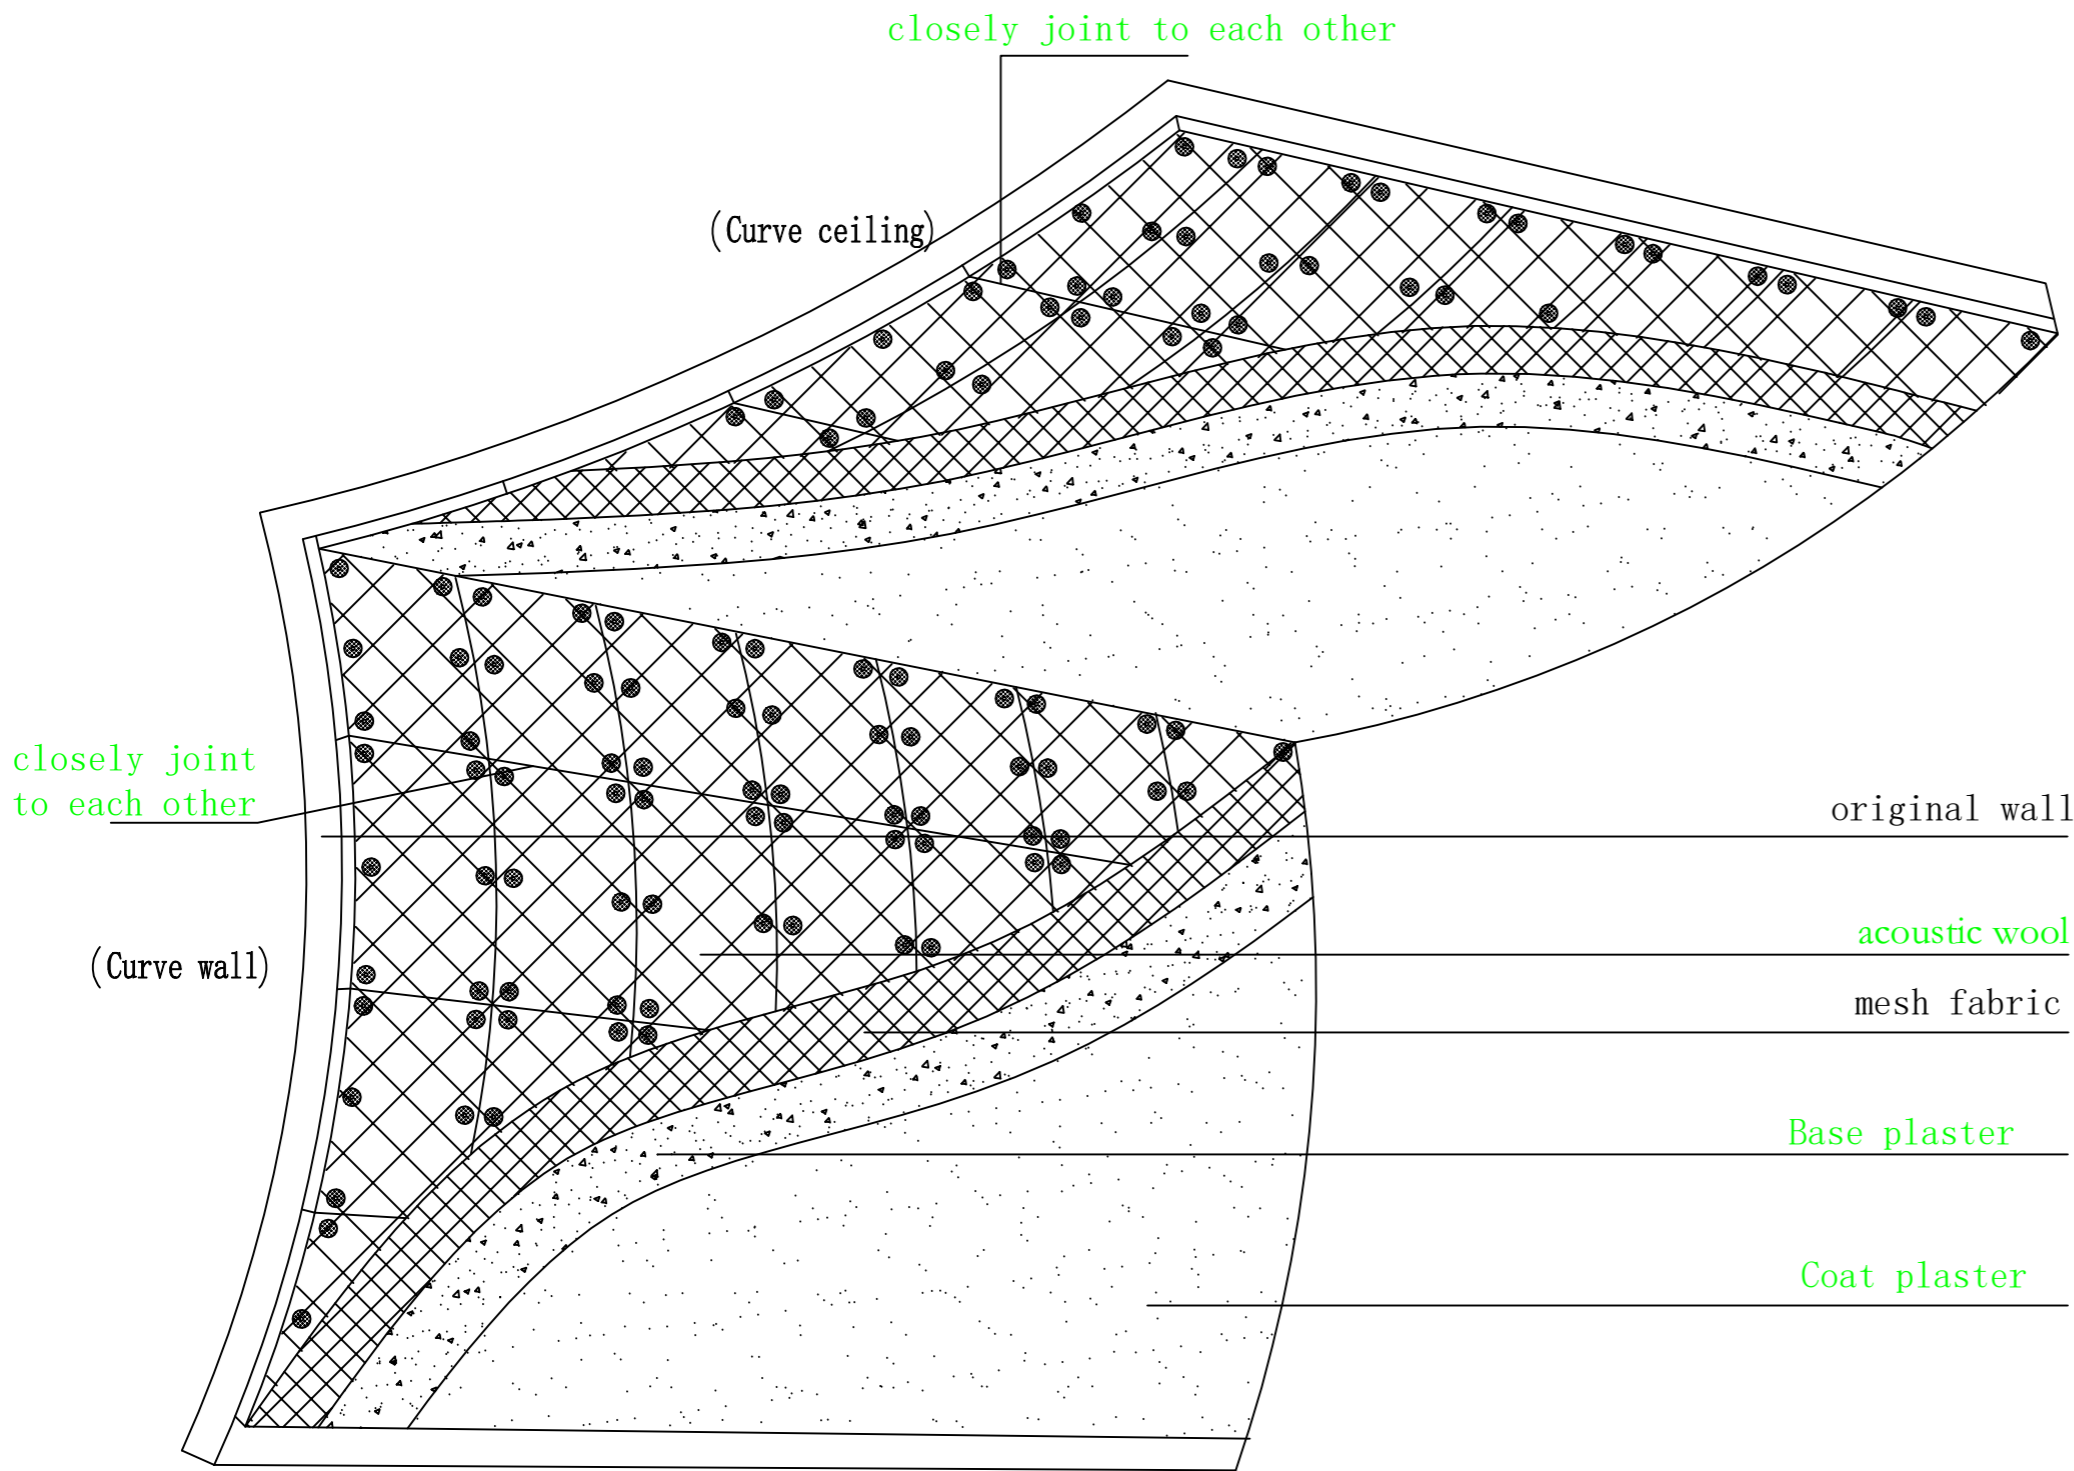 closely joint to each other
(Curve ceiling)
closely joint
to each other
original wall
acoustic wool
(Curve wall)
mesh fabric
Base plaster
Coat plaster